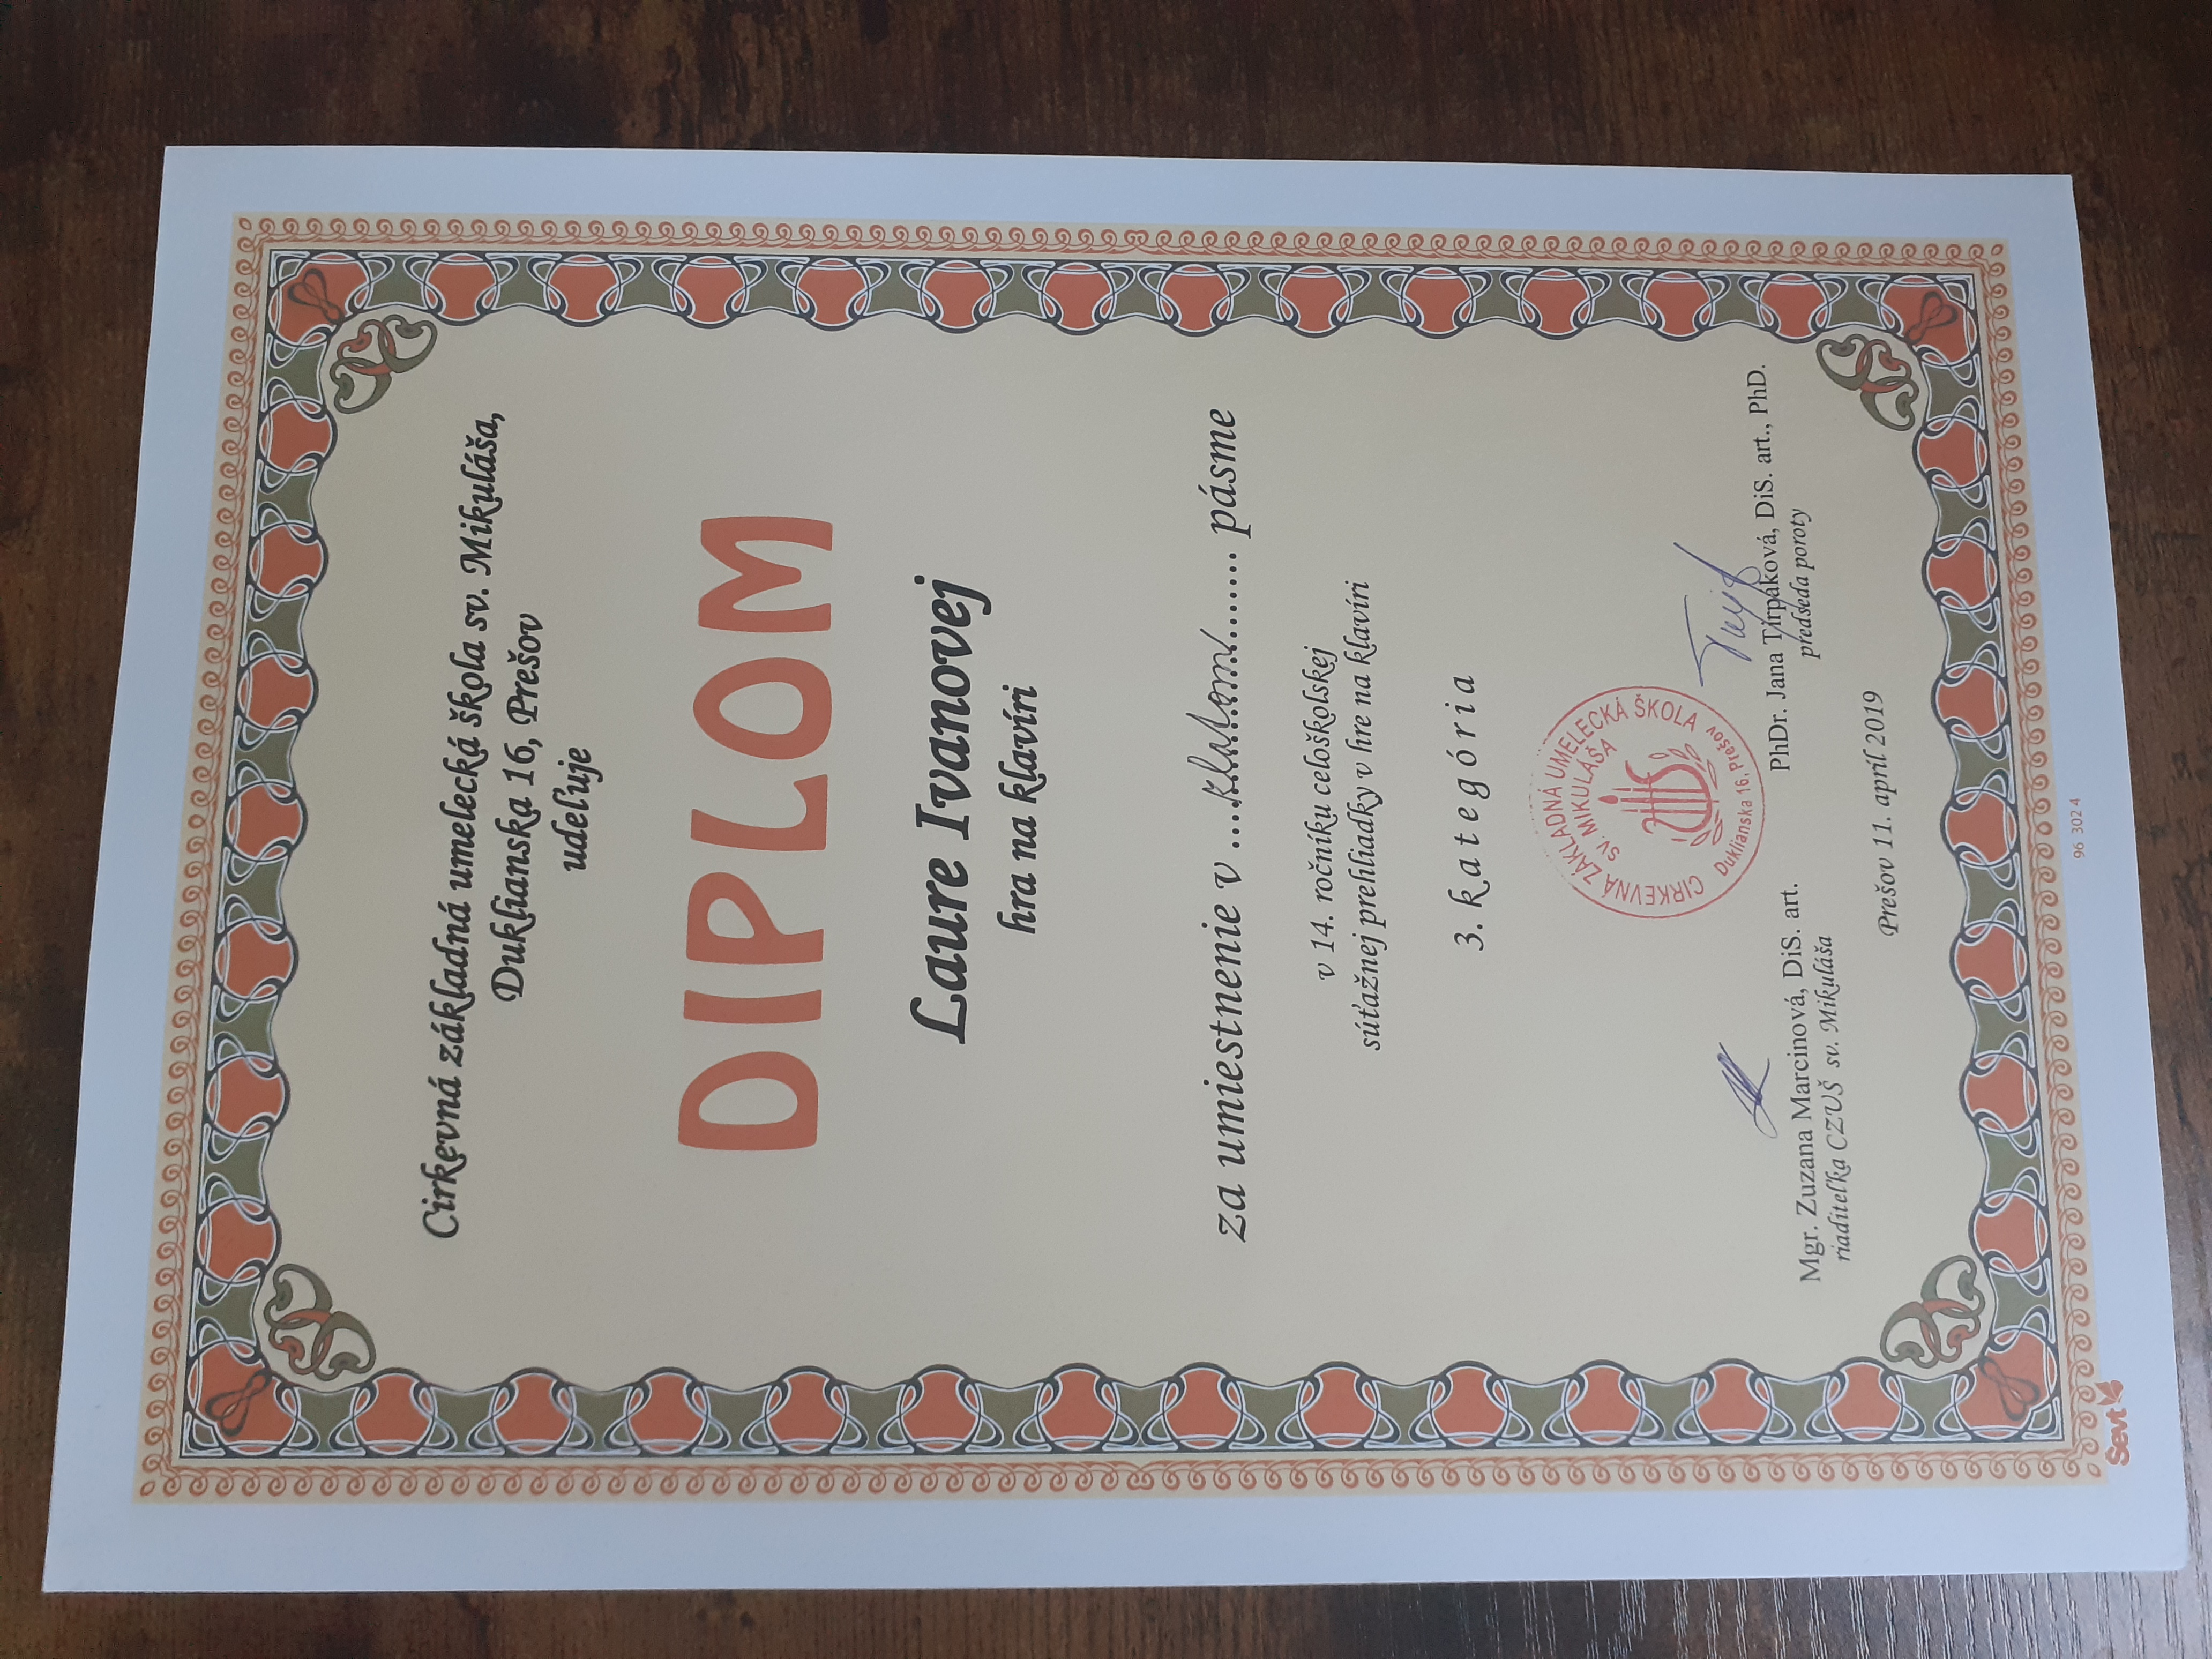 Cirkevná základná umelecká škola sv. Mikuláša,
Duklianska 16, Prešov
udeľuje
DIPLOM
Laure Ivanovej
hra na klavíri
za umiestnenie v ....zlatom........ pásme
v 14. ročníku celoškolskej
súťažnej prehliadky v hre na klavíri
3. kategória
CIRKEVNÁ ZÁKLADNÁ UMELECKÁ ŠKOLA
SV. MIKULÁŠA
Duklianska 16, Prešov
Mgr. Zuzana Marcinová, DiS. art.
riaditeľka CZUŠ sv. Mikuláša
PhDr. Jana Tirpáková, DiS. art., PhD.
predseda poroty
Prešov 11. apríl 2019
96 302 4
Ševt